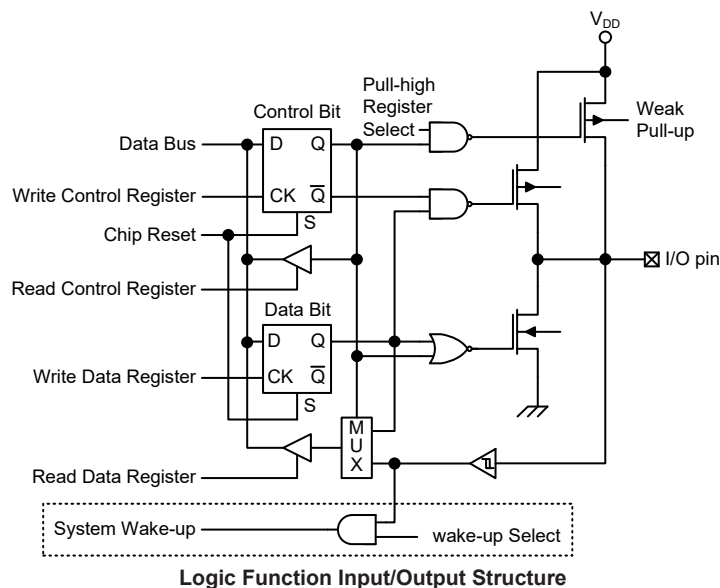 V_DD
Pull-high
Register
Select
Weak
Pull-up
Control Bit
Data Bus
D
Q
Write Control Register
CK
Q̅
S
Chip Reset
I/O pin
Read Control Register
Data Bit
D
Q
Write Data Register
CK
Q̅
S
M
U
X
Read Data Register
System Wake-up
wake-up Select
Logic Function Input/Output Structure